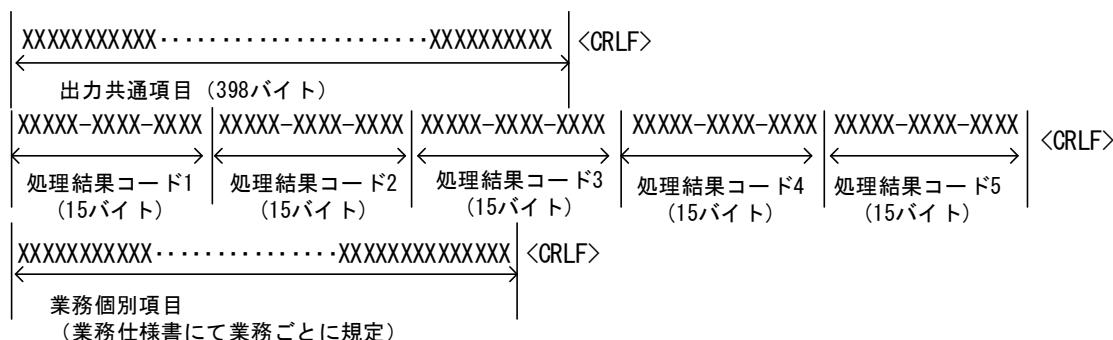 XXXXXXXXXXX・・・・・・・・・・・・・・・・・・・・・・XXXXXXXXXX <CRLF>
出力共通項目（398バイト）
XXXXX-XXXX-XXXX XXXXX-XXXX-XXXX XXXXX-XXXX-XXXX XXXXX-XXXX-XXXX XXXXX-XXXX-XXXX <CRLF>
処理結果コード1 処理結果コード2 処理結果コード3 処理結果コード4 処理結果コード5
（15バイト） （15バイト） （15バイト） （15バイト） （15バイト）
XXXXXXXXXXX・・・・・・・・・・・・・・・XXXXXXXXXXXXXX <CRLF>
業務個別項目
（業務仕様書にて業務ごとに規定）